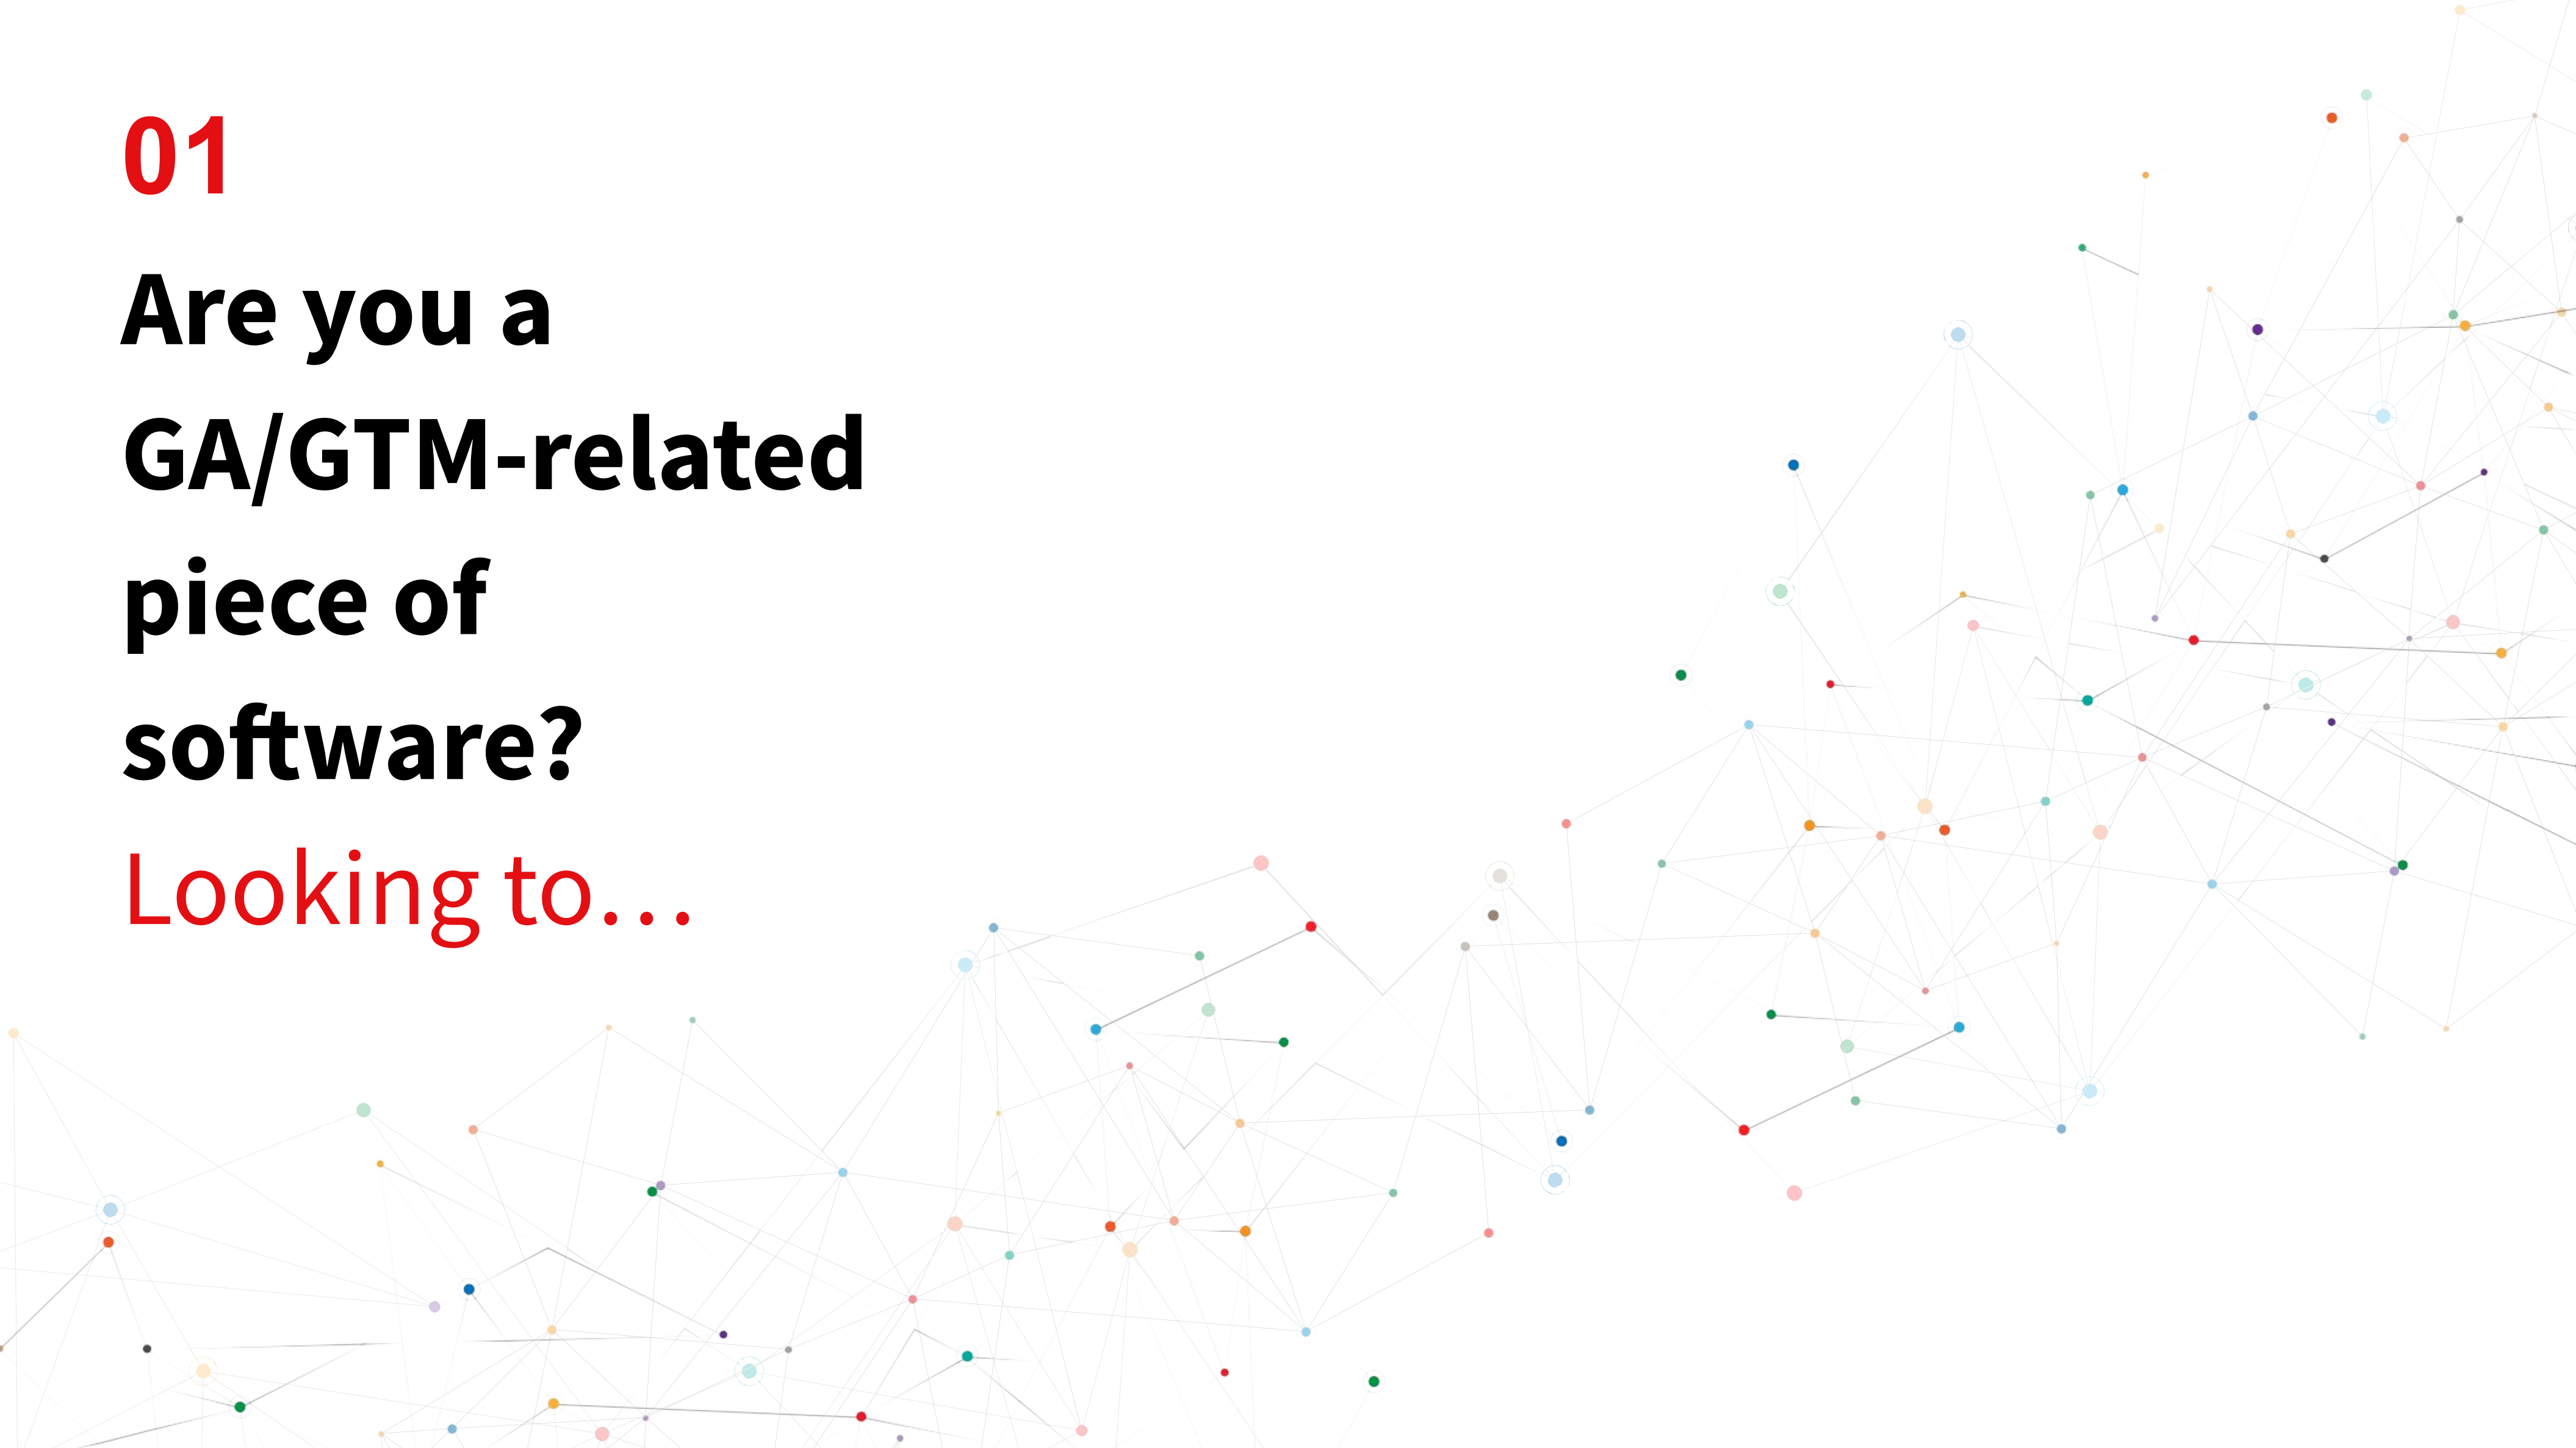 01
Are you a
GA/GTM-related
piece of
software?
Looking to…